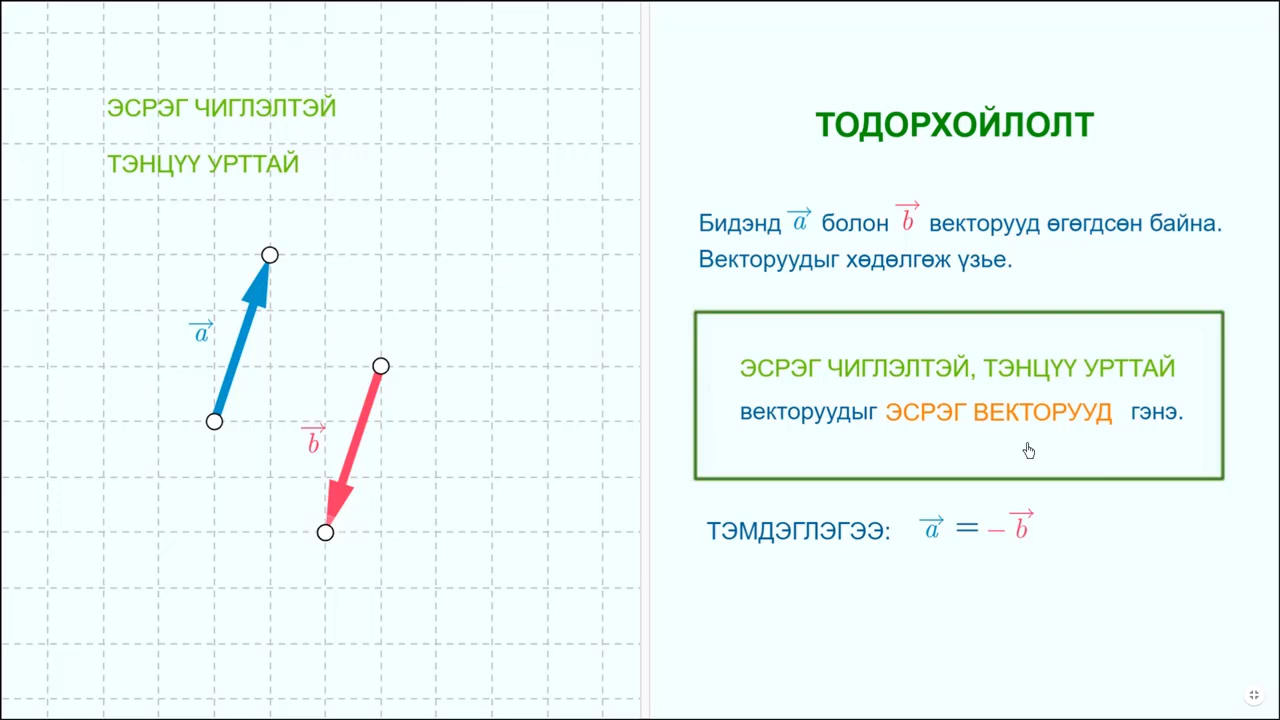 ЭСРЭГ ЧИГЛЭЛТЭЙ
ТЭНЦҮҮ УРТТАЙ
a⃗
b⃗
ТОДОРХОЙЛОЛТ
Бидэнд a⃗ болон b⃗ векторууд өгөгдсөн байна.
Векторуудыг хөдөлгөж үзье.
ЭСРЭГ ЧИГЛЭЛТЭЙ, ТЭНЦҮҮ УРТТАЙ
векторуудыг ЭСРЭГ ВЕКТОРУУД гэнэ.
ТЭМДЭГЛЭГЭЭ: a⃗ = −b⃗